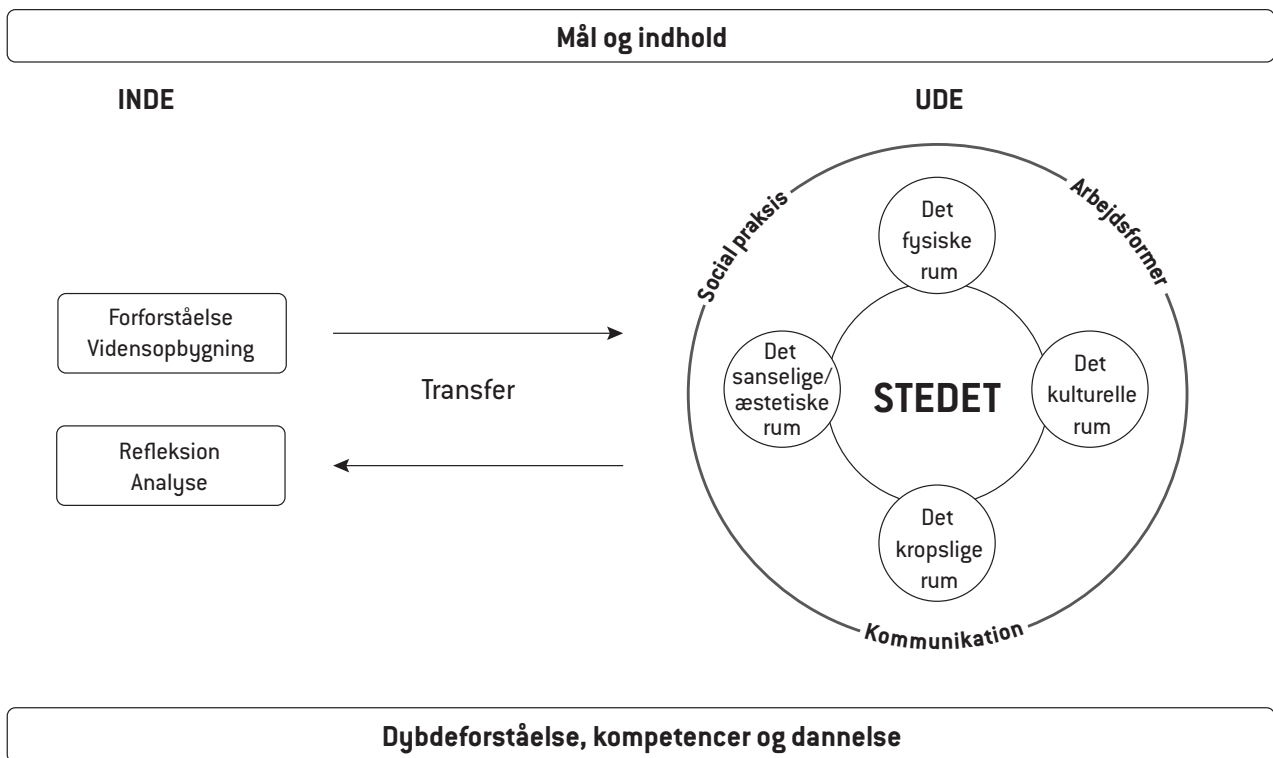 Mål og indhold
INDE
UDE
Social praksis
Arbejdsformer
Det
fysiske
rum
Forforståelse
Vidensopbygning
Transfer
Det
sanselige/
æstetiske
rum
STEDET
Det
kulturelle
rum
Refleksion
Analyse
Det
kropslige
rum
Kommunikation
Dybdeforståelse, kompetencer og dannelse